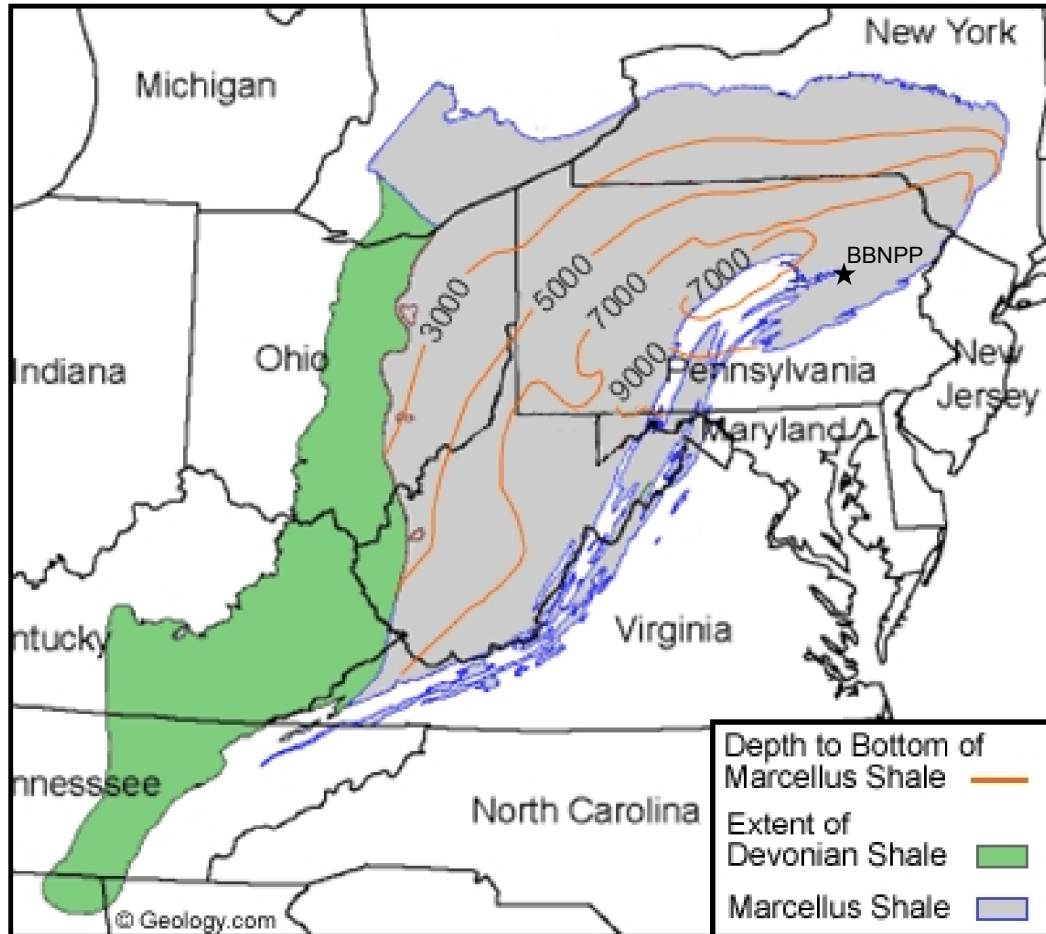 New York
Michigan
BBNPP
7000
5000
7000
3000
Ohio
Indiana
9000
Pennsylvania
New
Jersey
Maryland
Virginia
ntucky
nnesssee
North Carolina
Depth to Bottom of
Marcellus Shale
Extent of
Devonian Shale
Marcellus Shale
© Geology.com